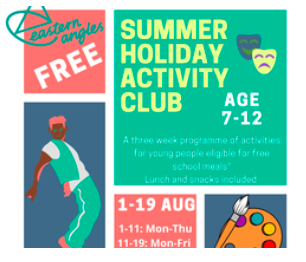 eastern
angles
FREE
SUMMER
HOLIDAY
ACTIVITY
CLUB
AGE
7-12
A three week programme of activities
for young people eligible for free
school meals"
Lunch and snacks included
1-19 AUG
1-11: Mon-Thu
11-19: Mon-Fri